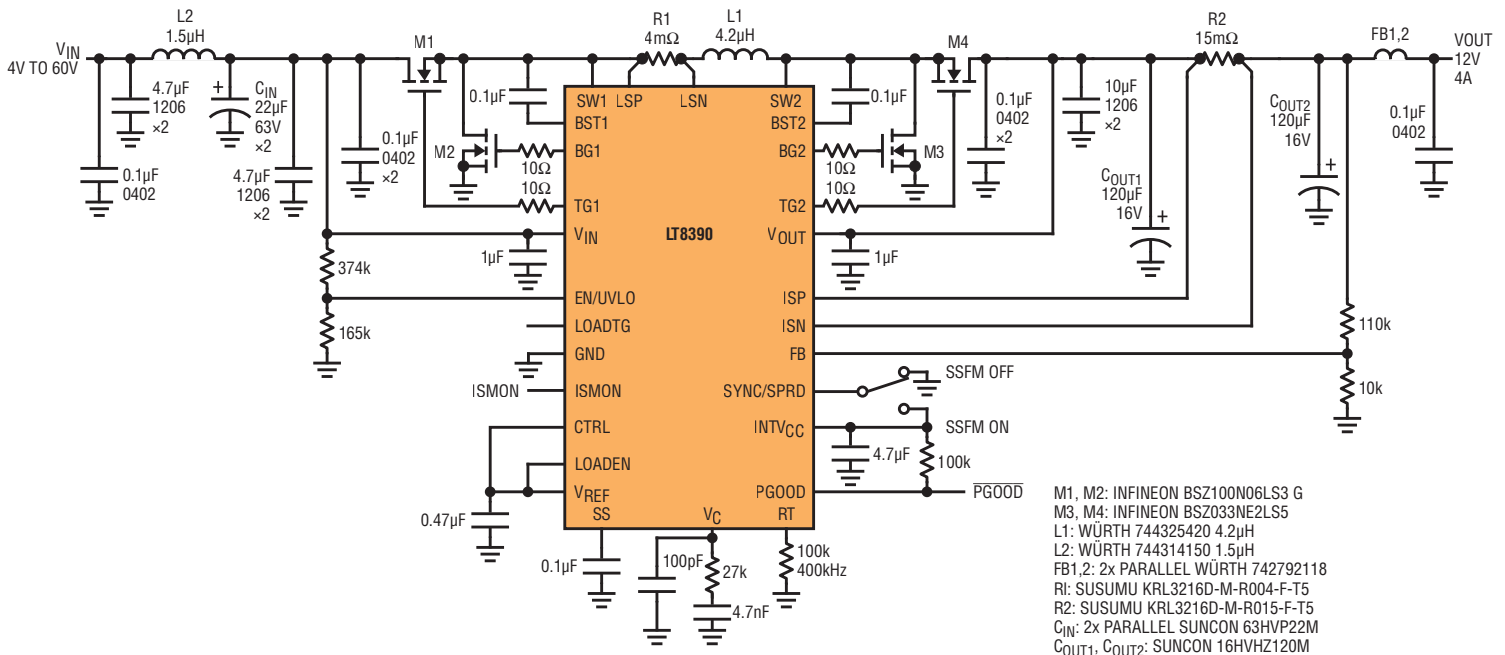 L2
1.5µH
VIN
4V TO 60V
4.7µF
1206
×2
+
CIN
22µF
63V
×2
0.1µF
0402
4.7µF
1206
×2
0.1µF
0402
×2
M1
M2
0.1µF
10Ω
10Ω
R1
4mΩ
L1
4.2µH
SW1
LSP
LSN
SW2
BST1
BST2
BG1
BG2
TG1
TG2
VIN
LT8390
VOUT
0.1µF
10Ω
10Ω
M3
M4
0.1µF
0402
×2
10µF
1206
×2
R2
15mΩ
FB1,2
VOUT
12V
4A
COUT2
120µF
16V
+
0.1µF
0402
COUT1
120µF
16V
+
1µF
1µF
374k
165k
EN/UVLO
ISP
LOADTG
ISN
GND
FB
110k
10k
ISMON
ISMON
SYNC/SPRD
SSFM OFF
CTRL
INTVCC
SSFM ON
LOADEN
4.7µF
100k
VREF
PGOOD
PGOOD
0.47µF
SS
VC
RT
0.1µF
100pF
27k
4.7nF
100k
400kHz
M1, M2: INFINEON BSZ100N06LS3 G
M3, M4: INFINEON BSZ033NE2LS5
L1: WÜRTH 744325420 4.2µH
L2: WÜRTH 744314150 1.5µH
FB1,2: 2x PARALLEL WÜRTH 742792118
RI: SUSUMU KRL3216D-M-R004-F-T5
R2: SUSUMU KRL3216D-M-R015-F-T5
CIN: 2x PARALLEL SUNCON 63HVP22M
COUT1, COUT2: SUNCON 16HVHZ120M